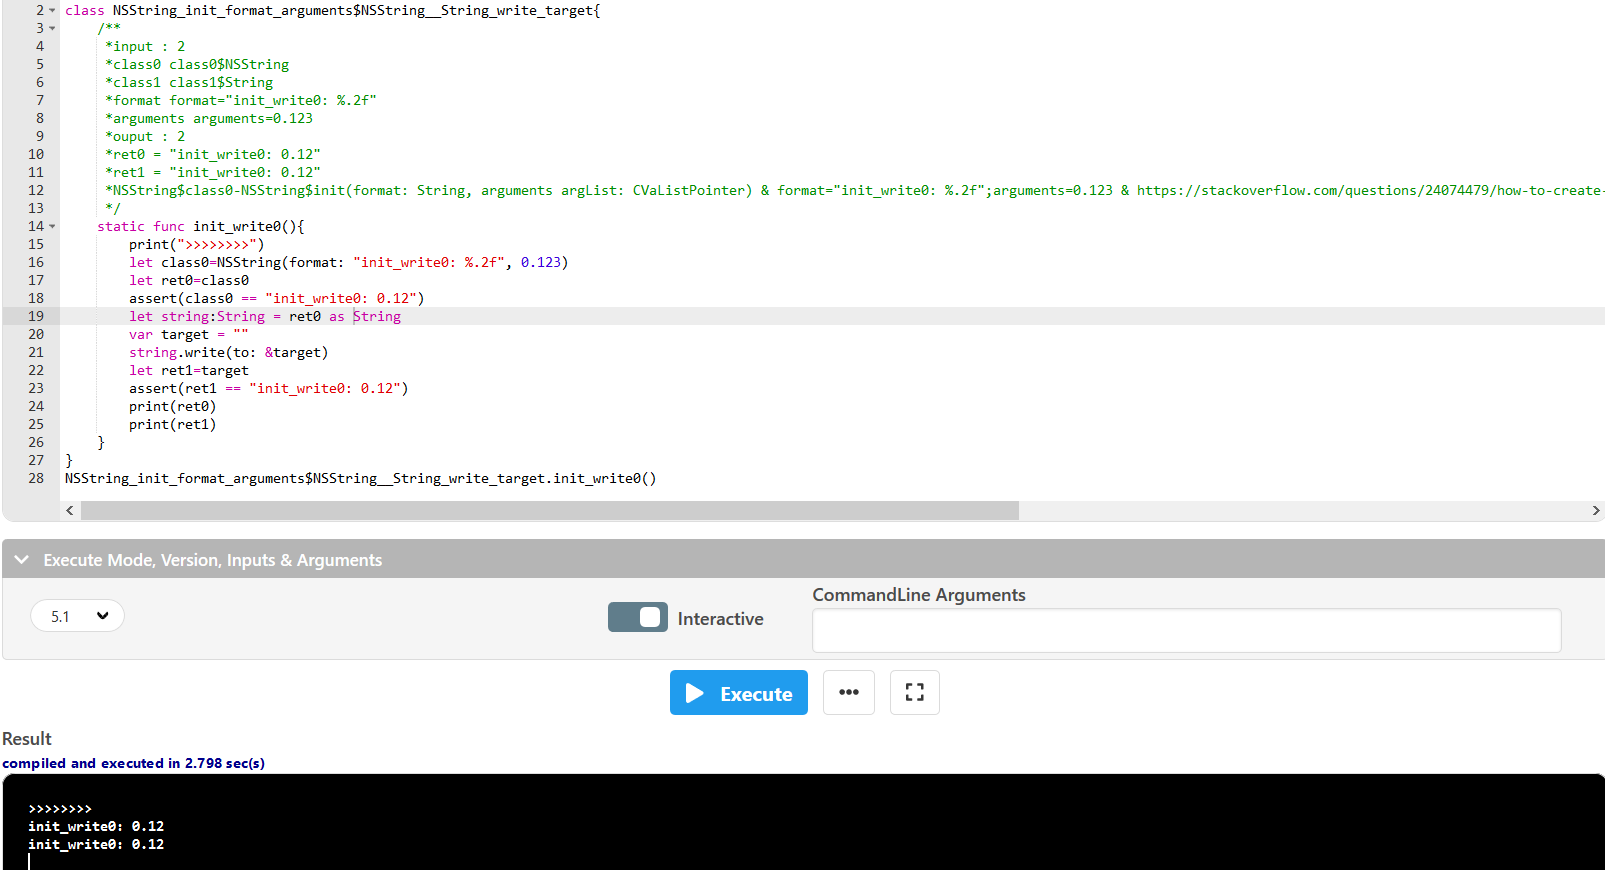 2 class NSString_init_format_arguments$NSString__String_write_target{
3 /**
4 *input : 2
5 *class0 class0$NSString
6 *class1 class1$String
7 *format format="init_write0: %.2f"
8 *arguments arguments=0.123
9 *ouput : 2
10 *ret0 = "init_write0: 0.12"
11 *ret1 = "init_write0: 0.12"
12 *NSString$class0-NSString$init(format: String, arguments argList: CVaListPointer) & format="init_write0: %.2f";arguments=0.123 & https://stackoverflow.com/questions/24074479/how-to-create-
13 */
14 static func init_write0(){
15 print(">>>>>>>>")
16 let class0=NSString(format: "init_write0: %.2f", 0.123)
17 let ret0=class0
18 assert(class0 == "init_write0: 0.12")
19 let string:String = ret0 as String
20 var target = ""
21 string.write(to: &target)
22 let ret1=target
23 assert(ret1 == "init_write0: 0.12")
24 print(ret0)
25 print(ret1)
26 }
27 }
28 NSString_init_format_arguments$NSString__String_write_target.init_write0()
Execute Mode, Version, Inputs & Arguments
CommandLine Arguments
5.1
Interactive
Execute
Result
compiled and executed in 2.798 sec(s)
>>>>>>>>
init_write0: 0.12
init_write0: 0.12